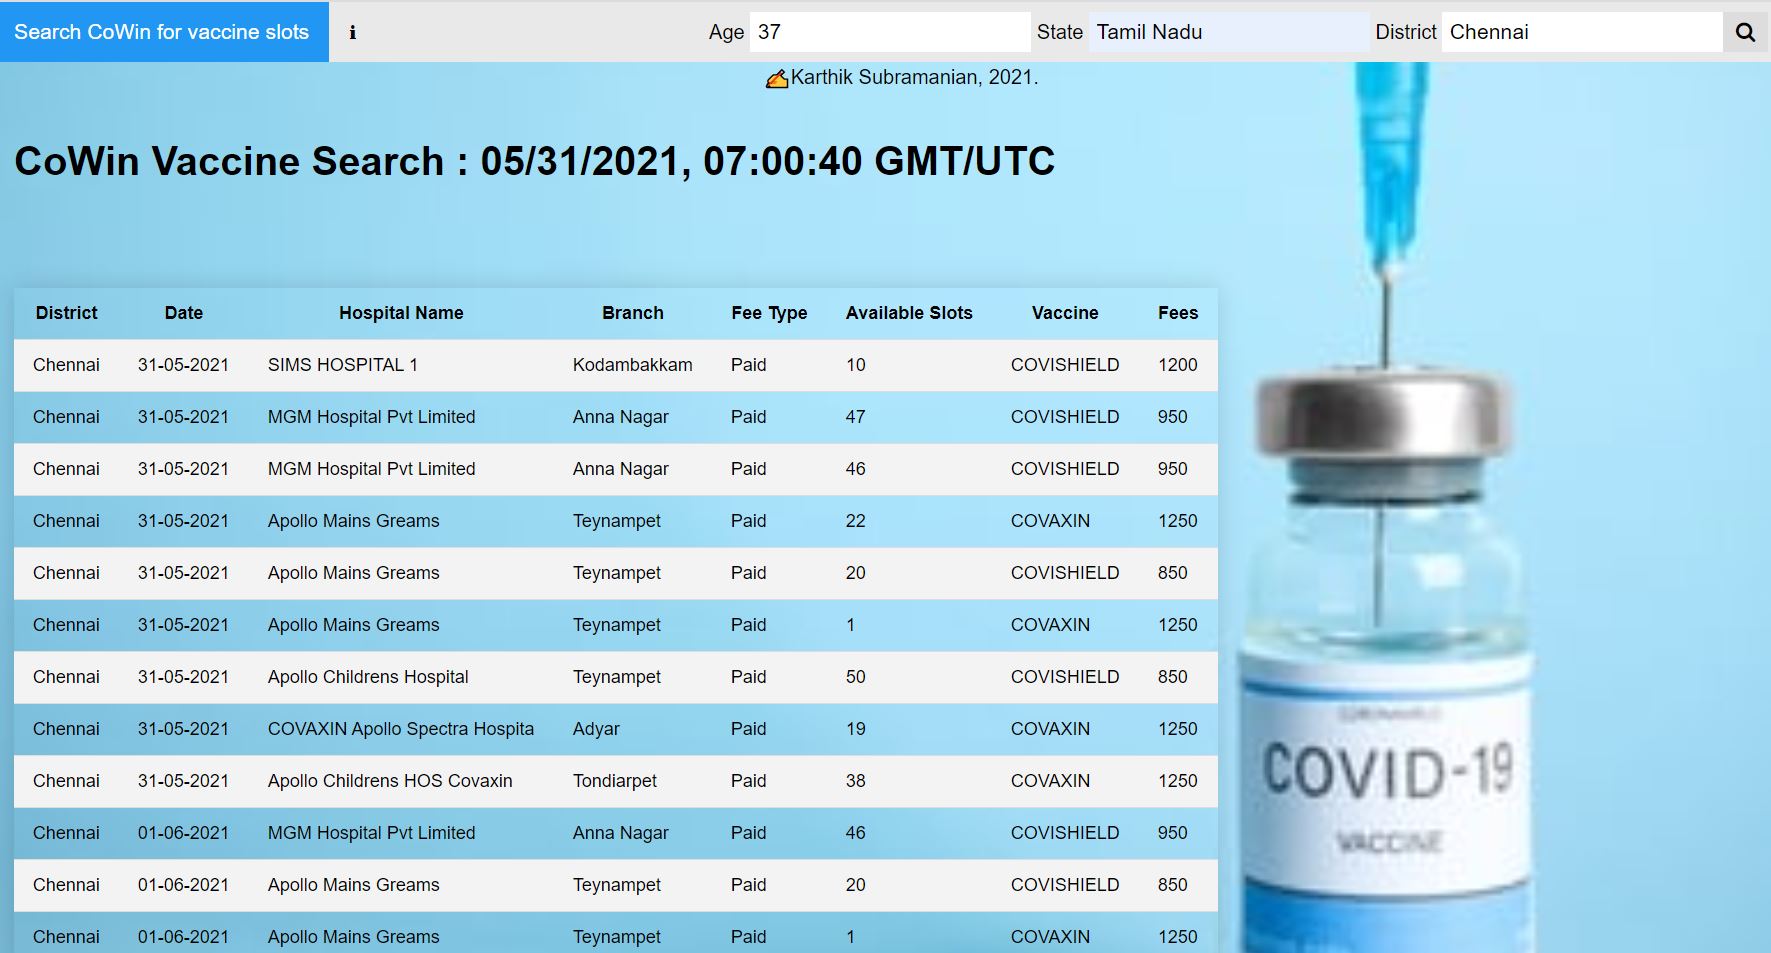 Search CoWin for vaccine slots i Age 37 State Tamil Nadu District Chennai
✍Karthik Subramanian, 2021.
CoWin Vaccine Search : 05/31/2021, 07:00:40 GMT/UTC
District Date Hospital Name Branch Fee Type Available Slots Vaccine Fees
Chennai 31-05-2021 SIMS HOSPITAL 1 Kodambakkam Paid 10 COVISHIELD 1200
Chennai 31-05-2021 MGM Hospital Pvt Limited Anna Nagar Paid 47 COVISHIELD 950
Chennai 31-05-2021 MGM Hospital Pvt Limited Anna Nagar Paid 46 COVISHIELD 950
Chennai 31-05-2021 Apollo Mains Greams Teynampet Paid 22 COVAXIN 1250
Chennai 31-05-2021 Apollo Mains Greams Teynampet Paid 20 COVISHIELD 850
Chennai 31-05-2021 Apollo Mains Greams Teynampet Paid 1 COVAXIN 1250
Chennai 31-05-2021 Apollo Childrens Hospital Teynampet Paid 50 COVISHIELD 850
Chennai 31-05-2021 COVAXIN Apollo Spectra Hospita Adyar Paid 19 COVAXIN 1250
Chennai 31-05-2021 Apollo Childrens HOS Covaxin Tondiarpet Paid 38 COVAXIN 1250
Chennai 01-06-2021 MGM Hospital Pvt Limited Anna Nagar Paid 46 COVISHIELD 950
Chennai 01-06-2021 Apollo Mains Greams Teynampet Paid 20 COVISHIELD 850
Chennai 01-06-2021 Apollo Mains Greams Teynampet Paid 1 COVAXIN 1250
COVID-19
VACCINE